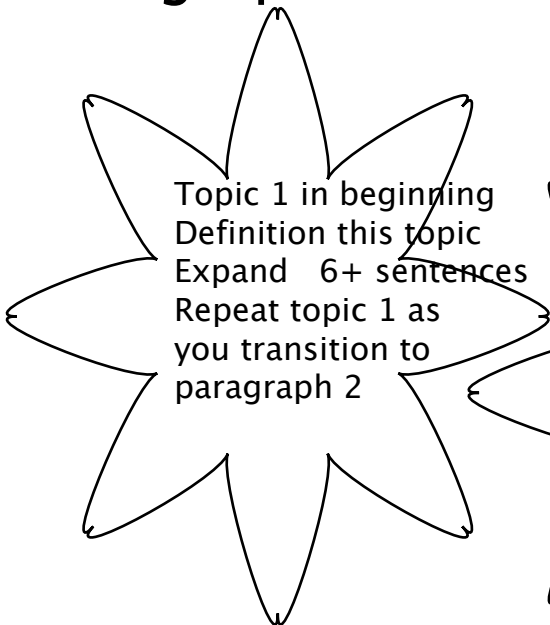 Topic 1 in beginning
Definition this topic
Expand   6+ sentences
Repeat topic 1 as
you transition to
paragraph 2